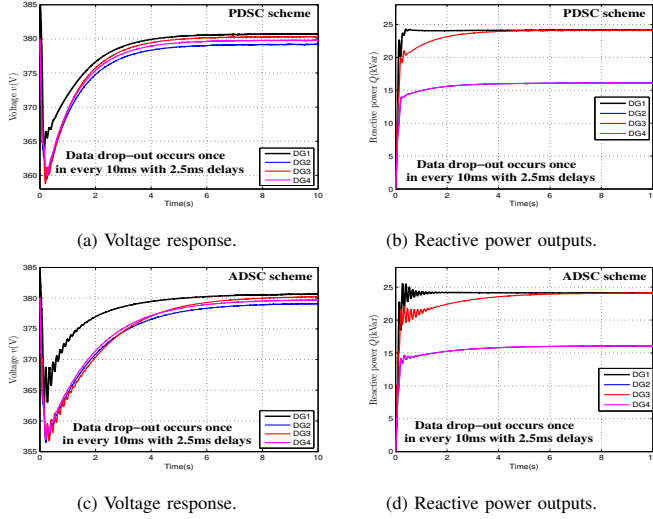 PDSC scheme
385
380
370
360
Voltage v(V)
DG1
DG2
DG3
DG4
Data drop−out occurs once
in every 10ms with 2.5ms delays
0 2 4 6 8 10
Time(s)
(a) Voltage response.
PDSC scheme
25
20
15
10
5
0
Reactive power Q(kVar)
DG1
DG2
DG3
DG4
Data drop−out occurs once
in every 10ms with 2.5ms delays
0 2 4 6 8 10
Time(s)
(b) Reactive power outputs.
ADSC scheme
385
380
370
360
355
Voltage v(V)
DG1
DG2
DG3
DG4
Data drop−out occurs once
in every 10ms with 2.5ms delays
0 2 4 6 8 10
Time(s)
(c) Voltage response.
ADSC scheme
25
20
15
10
5
0
Reactive power Q(kVar)
DG1
DG2
DG3
DG4
Data drop−out occurs once
in every 10ms with 2.5ms delays
0 2 4 6 8 10
Time(s)
(d) Reactive power outputs.